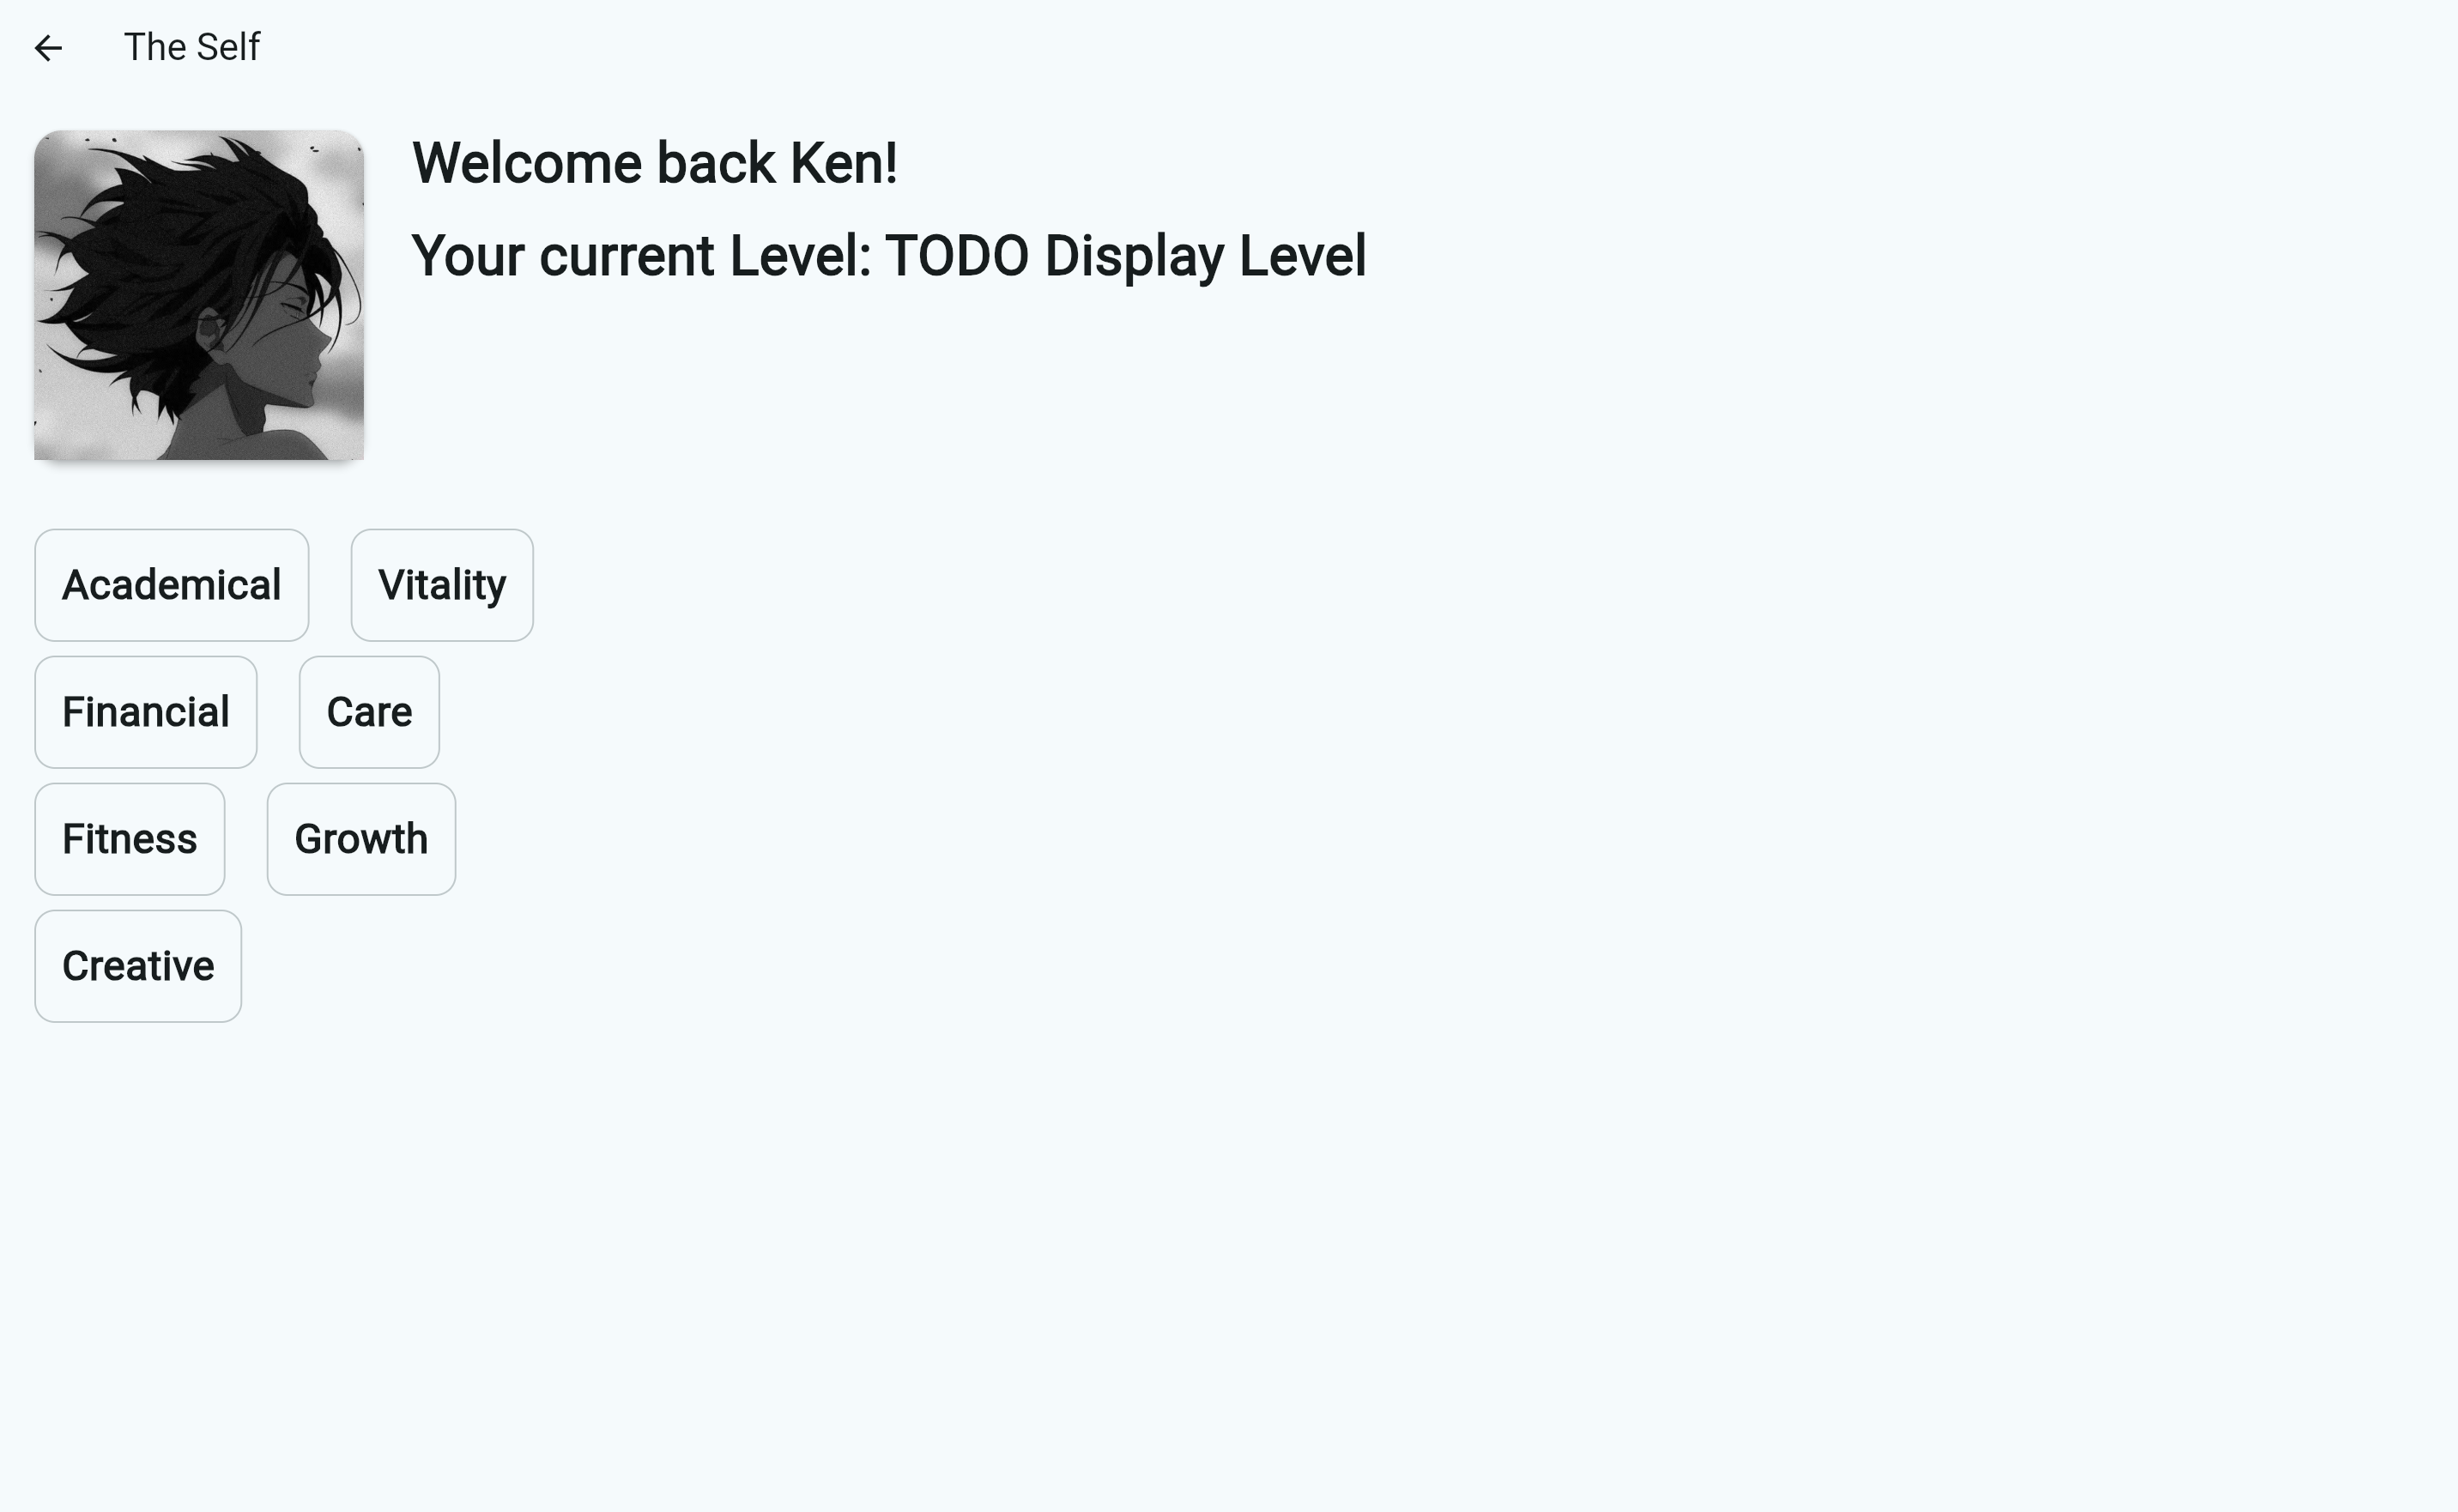 The Self
Welcome back Ken!
Your current Level: TODO Display Level
Academical Vitality
Financial Care
Fitness Growth
Creative